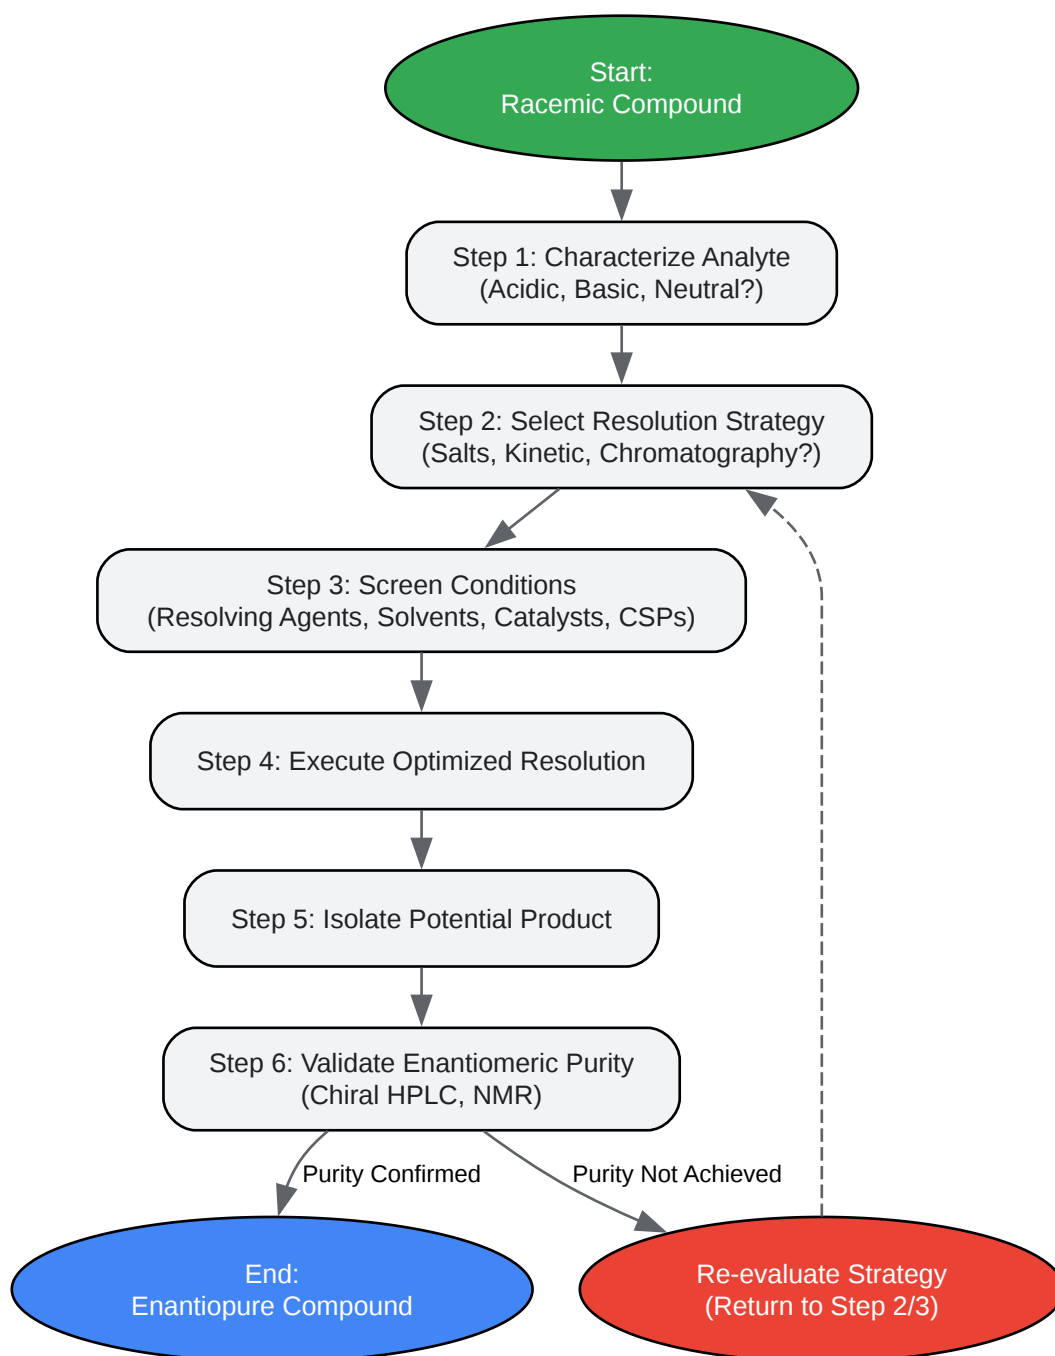 Start:
Racemic Compound
Step 1: Characterize Analyte
(Acidic, Basic, Neutral?)
Step 2: Select Resolution Strategy
(Salts, Kinetic, Chromatography?)
Step 3: Screen Conditions
(Resolving Agents, Solvents, Catalysts, CSPs)
Step 4: Execute Optimized Resolution
Step 5: Isolate Potential Product
Step 6: Validate Enantiomeric Purity
(Chiral HPLC, NMR)
Purity Confirmed
Purity Not Achieved
End:
Enantiopure Compound
Re-evaluate Strategy
(Return to Step 2/3)